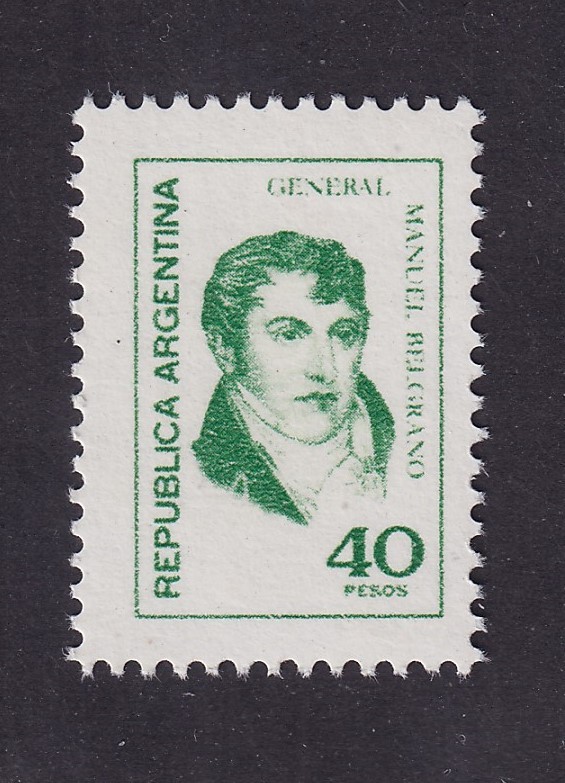 REPUBLICA ARGENTINA
GENERAL
MANUEL BELGRANO
40
PESOS